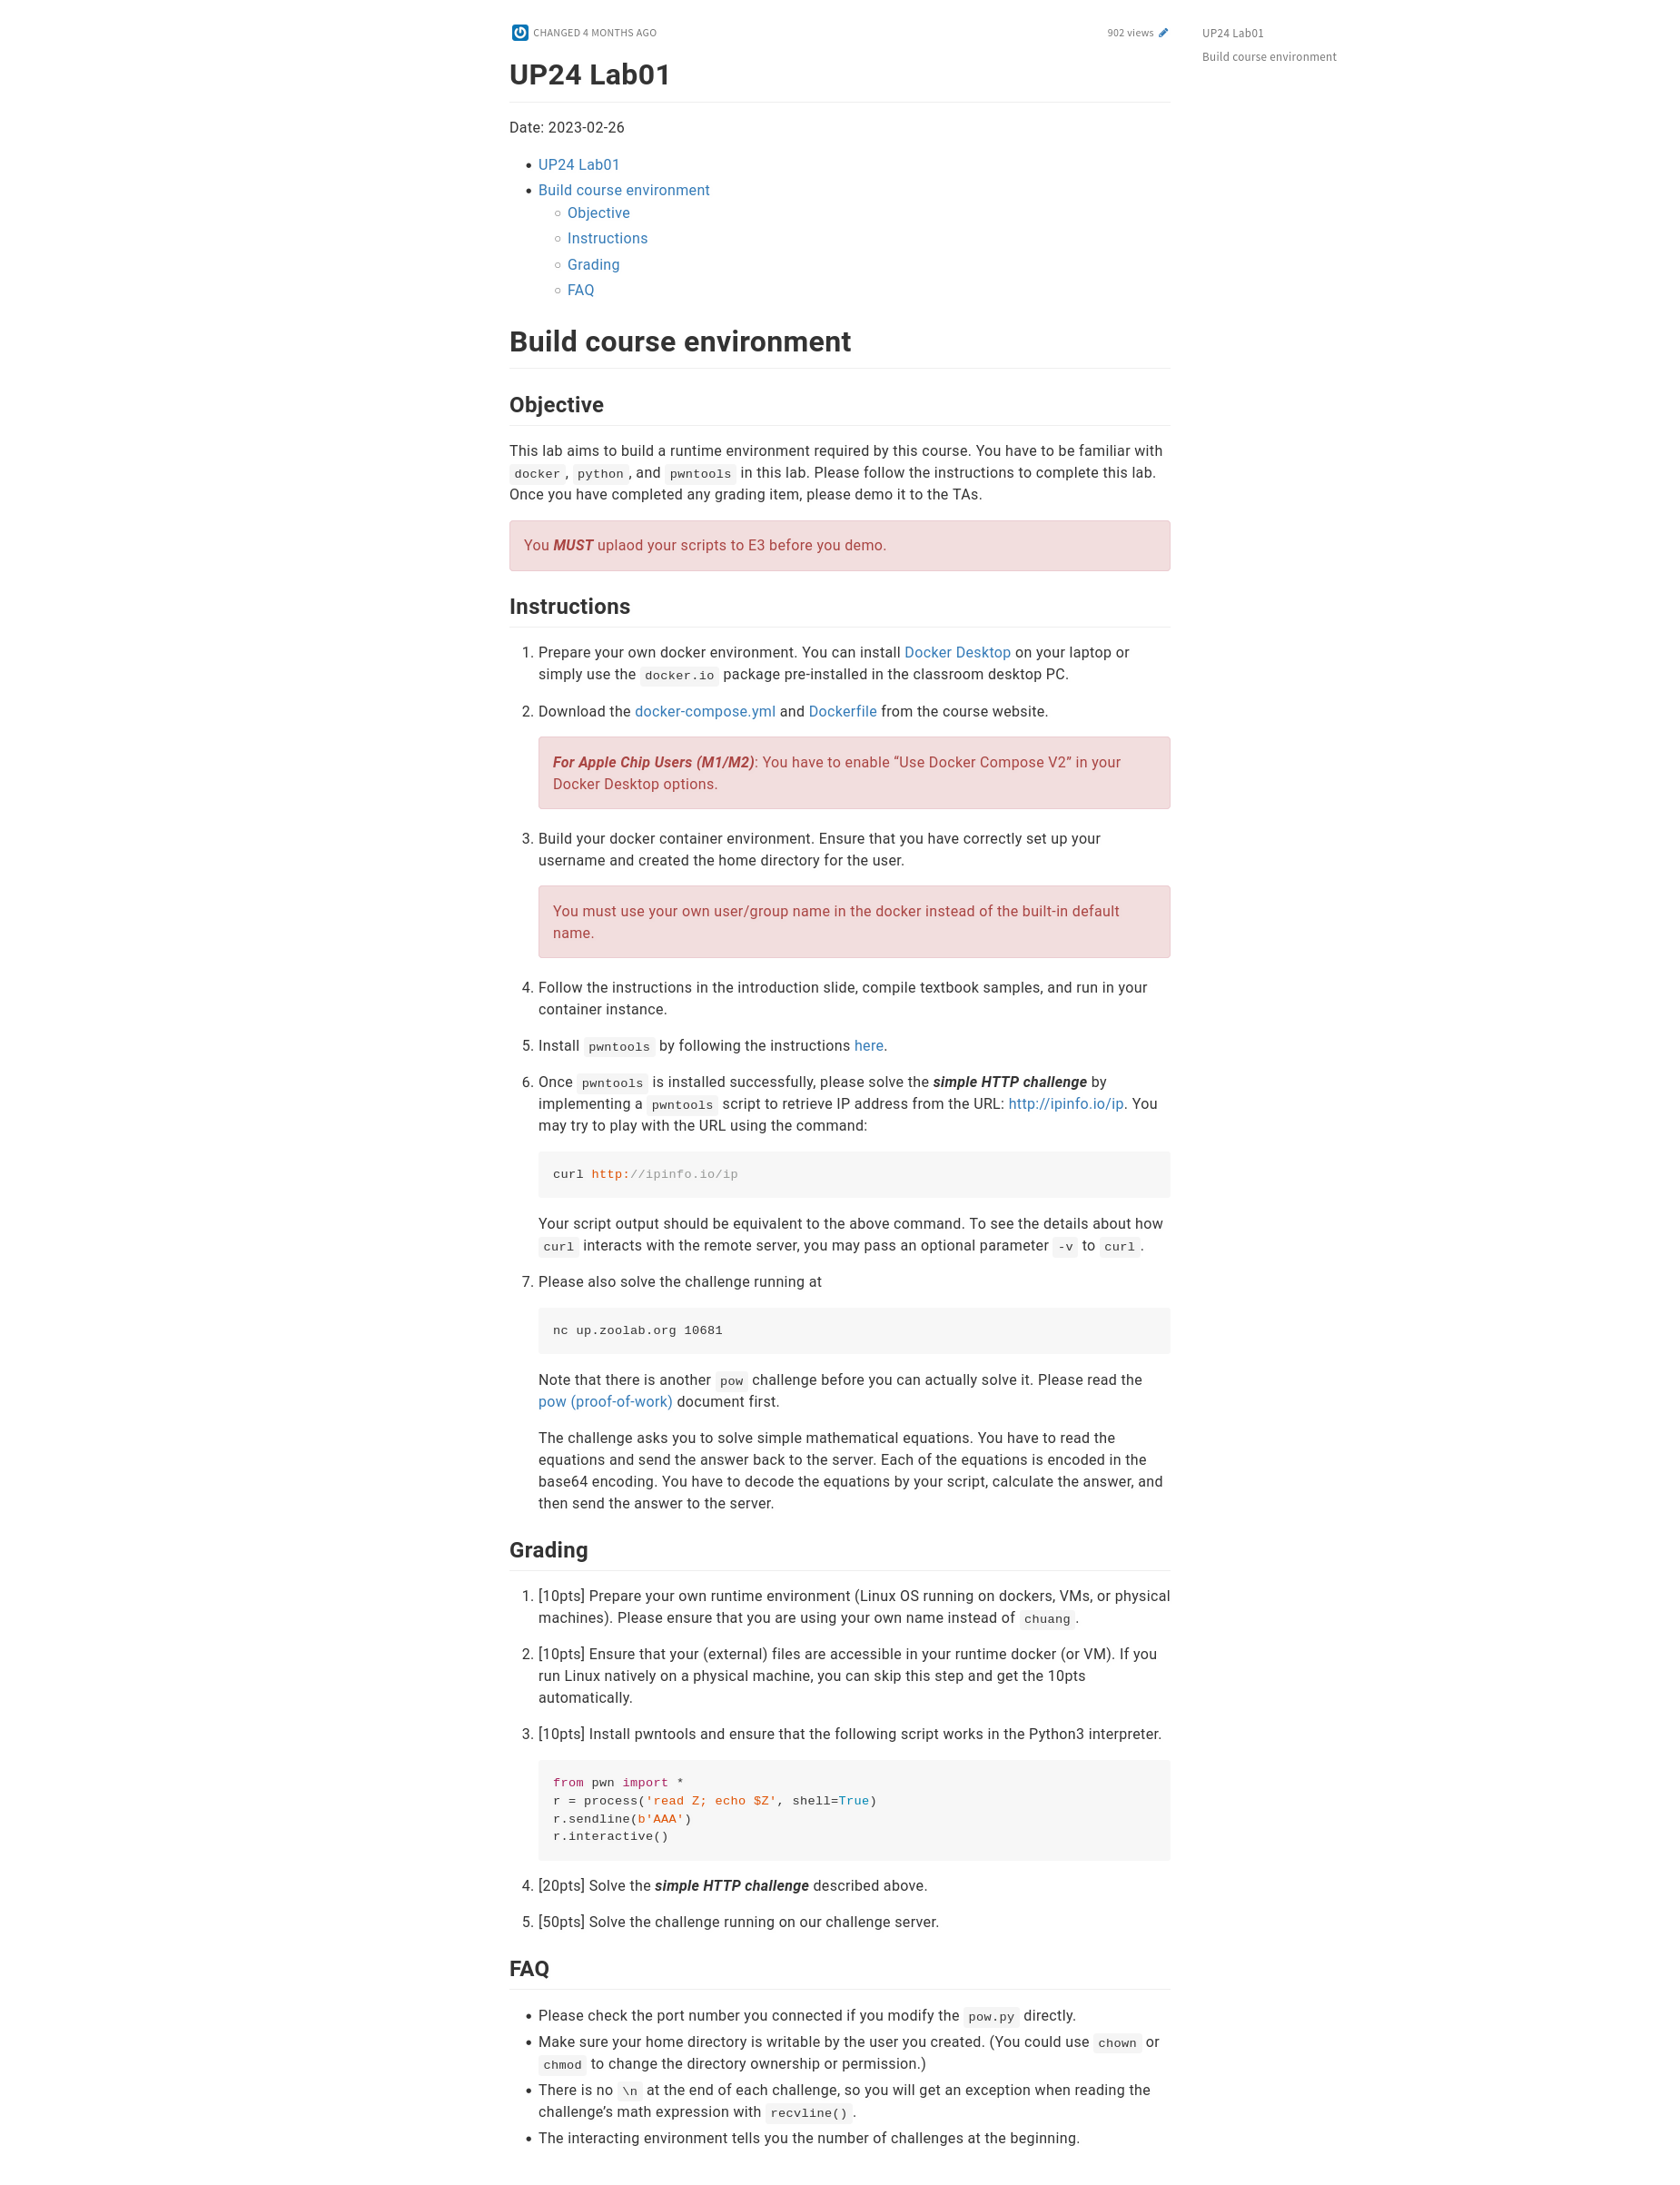 CHANGED 4 MONTHS AGO
902 views
UP24 Lab01
Build course environment
UP24 Lab01
Date: 2023-02-26
UP24 Lab01
Build course environment
Objective
Instructions
Grading
FAQ
Build course environment
Objective
This lab aims to build a runtime environment required by this course. You have to be familiar with
docker, python, and pwntools in this lab. Please follow the instructions to complete this lab.
Once you have completed any grading item, please demo it to the TAs.
You MUST uplaod your scripts to E3 before you demo.
Instructions
1. Prepare your own docker environment. You can install Docker Desktop on your laptop or
simply use the docker.io package pre-installed in the classroom desktop PC.
2. Download the docker-compose.yml and Dockerfile from the course website.
For Apple Chip Users (M1/M2): You have to enable “Use Docker Compose V2” in your
Docker Desktop options.
3. Build your docker container environment. Ensure that you have correctly set up your
username and created the home directory for the user.
You must use your own user/group name in the docker instead of the built-in default
name.
4. Follow the instructions in the introduction slide, compile textbook samples, and run in your
container instance.
5. Install pwntools by following the instructions here.
6. Once pwntools is installed successfully, please solve the simple HTTP challenge by
implementing a pwntools script to retrieve IP address from the URL: http://ipinfo.io/ip. You
may try to play with the URL using the command:
curl http://ipinfo.io/ip
Your script output should be equivalent to the above command. To see the details about how
curl interacts with the remote server, you may pass an optional parameter -v to curl.
7. Please also solve the challenge running at
nc up.zoolab.org 10681
Note that there is another pow challenge before you can actually solve it. Please read the
pow (proof-of-work) document first.
The challenge asks you to solve simple mathematical equations. You have to read the
equations and send the answer back to the server. Each of the equations is encoded in the
base64 encoding. You have to decode the equations by your script, calculate the answer, and
then send the answer to the server.
Grading
1. [10pts] Prepare your own runtime environment (Linux OS running on dockers, VMs, or physical
machines). Please ensure that you are using your own name instead of chuang.
2. [10pts] Ensure that your (external) files are accessible in your runtime docker (or VM). If you
run Linux natively on a physical machine, you can skip this step and get the 10pts
automatically.
3. [10pts] Install pwntools and ensure that the following script works in the Python3 interpreter.
from pwn import *
r = process('read Z; echo $Z', shell=True)
r.sendline(b'AAA')
r.interactive()
4. [20pts] Solve the simple HTTP challenge described above.
5. [50pts] Solve the challenge running on our challenge server.
FAQ
Please check the port number you connected if you modify the pow.py directly.
Make sure your home directory is writable by the user you created. (You could use chown or
chmod to change the directory ownership or permission.)
There is no \n at the end of each challenge, so you will get an exception when reading the
challenge’s math expression with recvline().
The interacting environment tells you the number of challenges at the beginning.